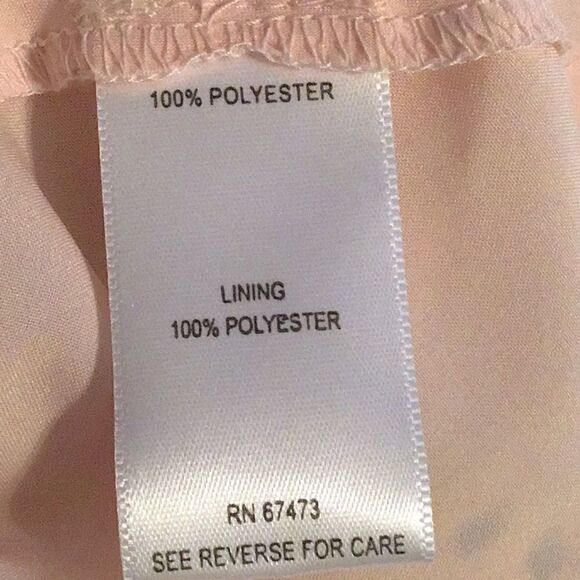 100% POLYESTER
LINING
100% POLYESTER
RN 67473
SEE REVERSE FOR CARE